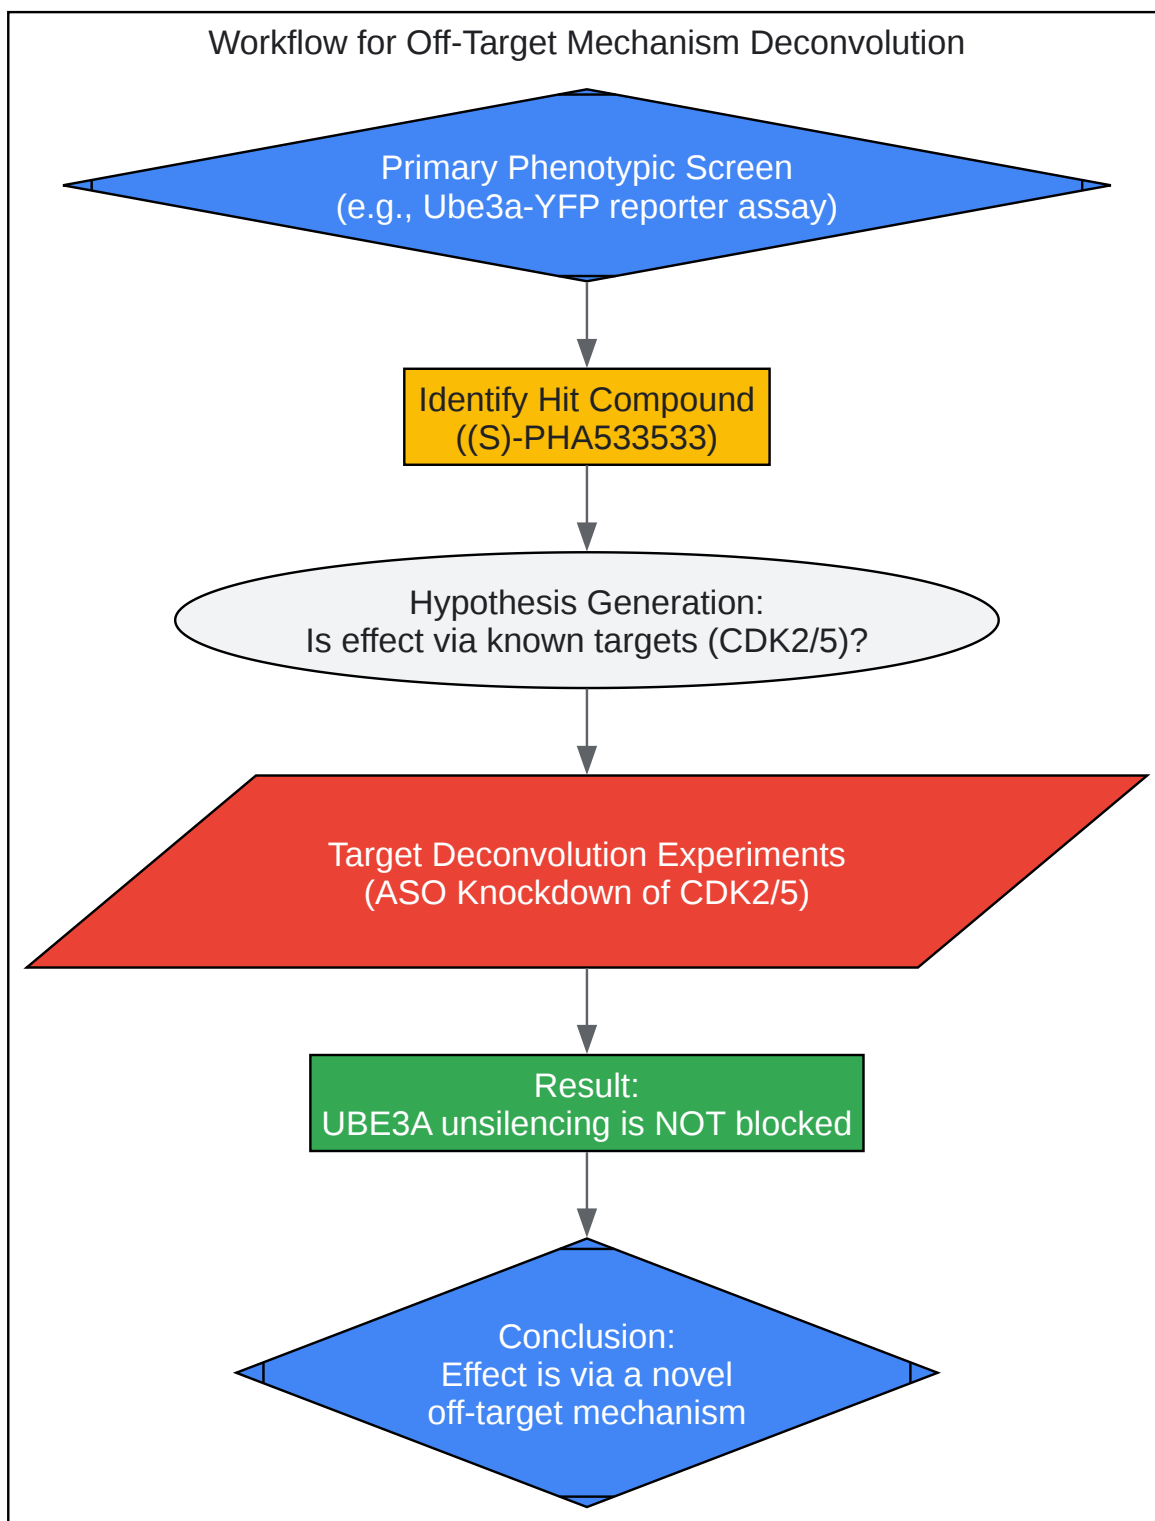 Workflow for Off-Target Mechanism Deconvolution
Primary Phenotypic Screen
(e.g., Ube3a-YFP reporter assay)
Identify Hit Compound
((S)-PHA533533)
Hypothesis Generation:
Is effect via known targets (CDK2/5)?
Target Deconvolution Experiments
(ASO Knockdown of CDK2/5)
Result:
UBE3A unsilencing is NOT blocked
Conclusion:
Effect is via a novel
off-target mechanism